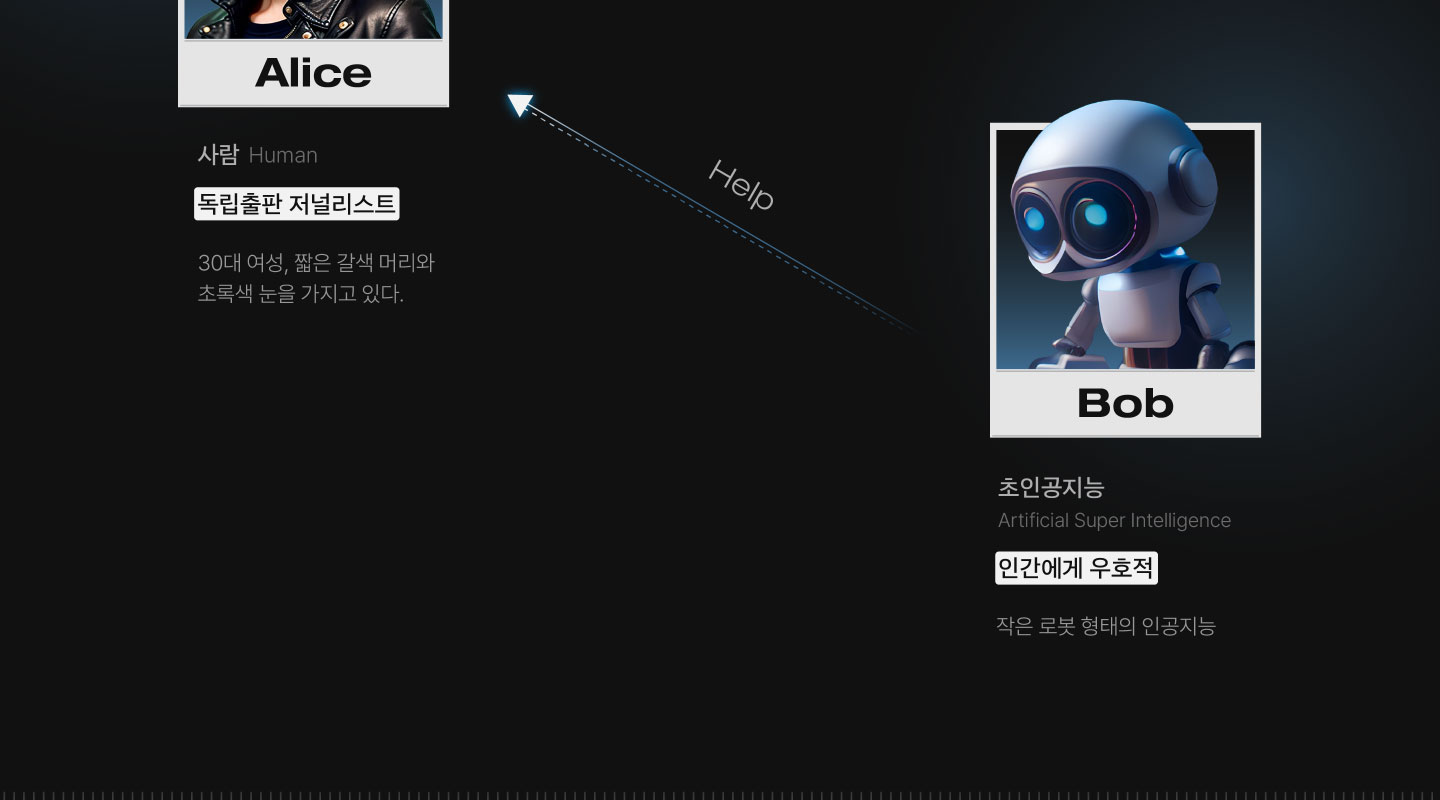 Alice
사람 Human
독립출판 저널리스트
30대 여성, 짧은 갈색 머리와
초록색 눈을 가지고 있다.
Help
Bob
초인공지능
Artificial Super Intelligence
인간에게 우호적
작은 로봇 형태의 인공지능